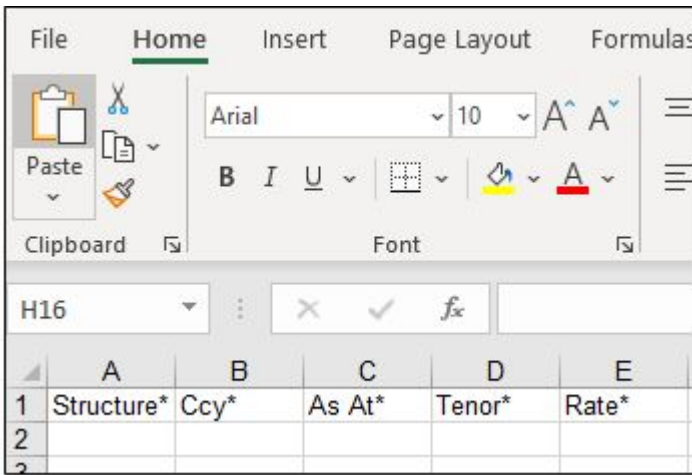 File Home Insert Page Layout Formulas
Arial 10 A A
Paste B I U A
Clipboard Font
H16 fx
A B C D E
1 Structure* Ccy* As At* Tenor* Rate*
2
3